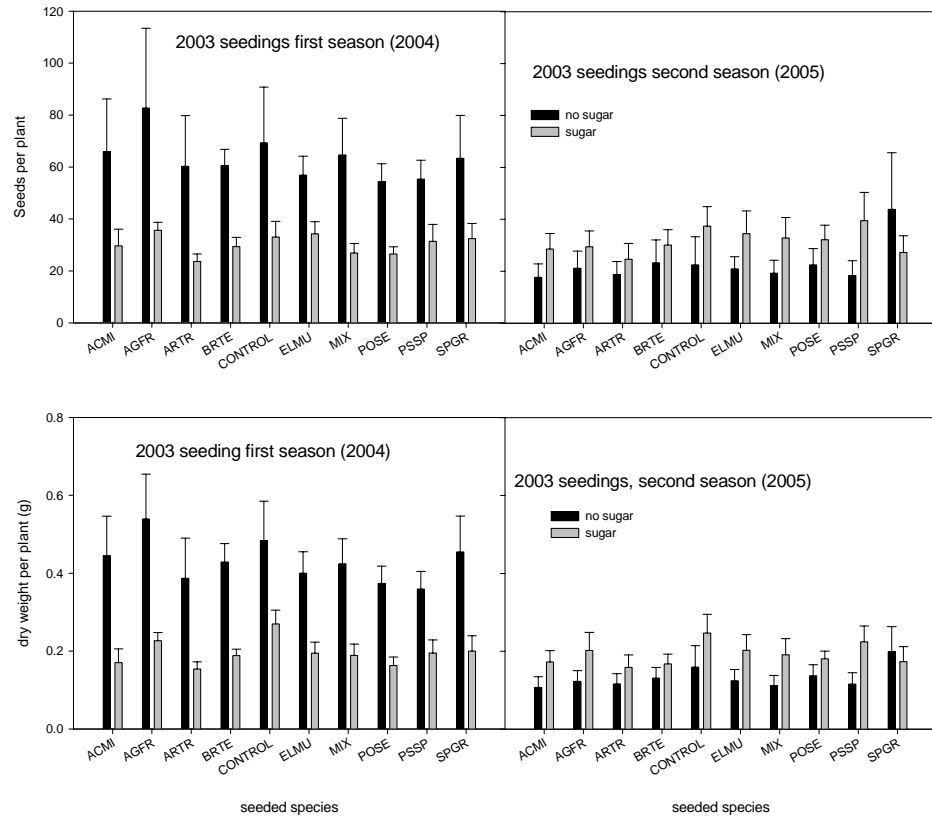 120
100
80
60
40
20
0
Seeds per plant
2003 seedings first season (2004)
ACMI
AGFR
ARTR
BRTE
CONTROL
ELMU
MIX
POSE
PSSP
SPGR
2003 seedings second season (2005)
no sugar
sugar
ACMI
AGFR
ARTR
BRTE
CONTROL
ELMU
MIX
POSE
PSSP
SPGR
0.8
0.6
0.4
0.2
0.0
dry weight per plant (g)
2003 seeding first season (2004)
ACMI
AGFR
ARTR
BRTE
CONTROL
ELMU
MIX
POSE
PSSP
SPGR
seeded species
2003 seedings, second season (2005)
no sugar
sugar
ACMI
AGFR
ARTR
BRTE
CONTROL
ELMU
MIX
POSE
PSSP
SPGR
seeded species